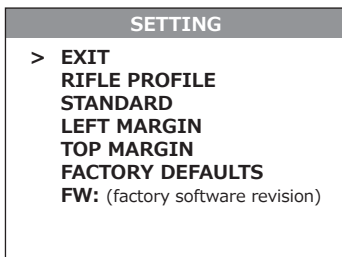 SETTING
> EXIT
RIFLE PROFILE
STANDARD
LEFT MARGIN
TOP MARGIN
FACTORY DEFAULTS
FW: (factory software revision)